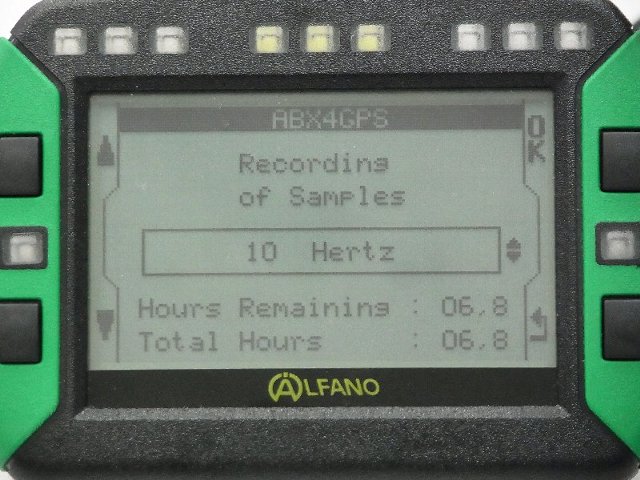 ABX4GPS
OK
Recording
of Samples
10 Hertz
Hours Remaining : 06,8
Total Hours : 06,8
ALFANO